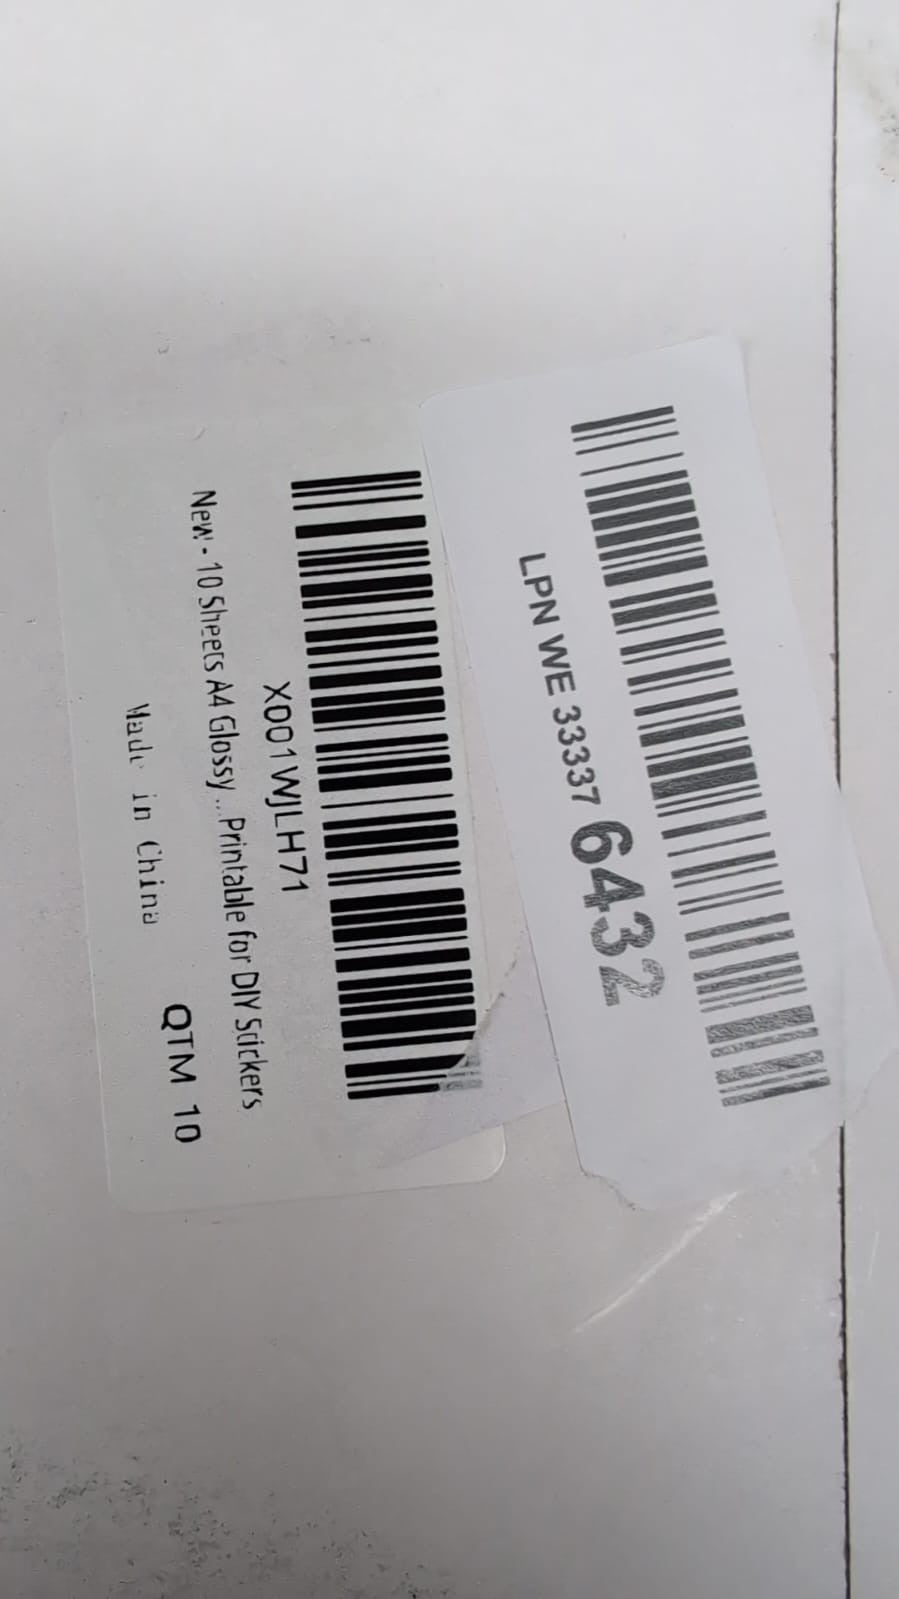 LPN WE 33337 6432
X001WJLH71
New - 10 Sheets A4 Glossy...Printable for DIY Stickers
Made in China
QTM 10